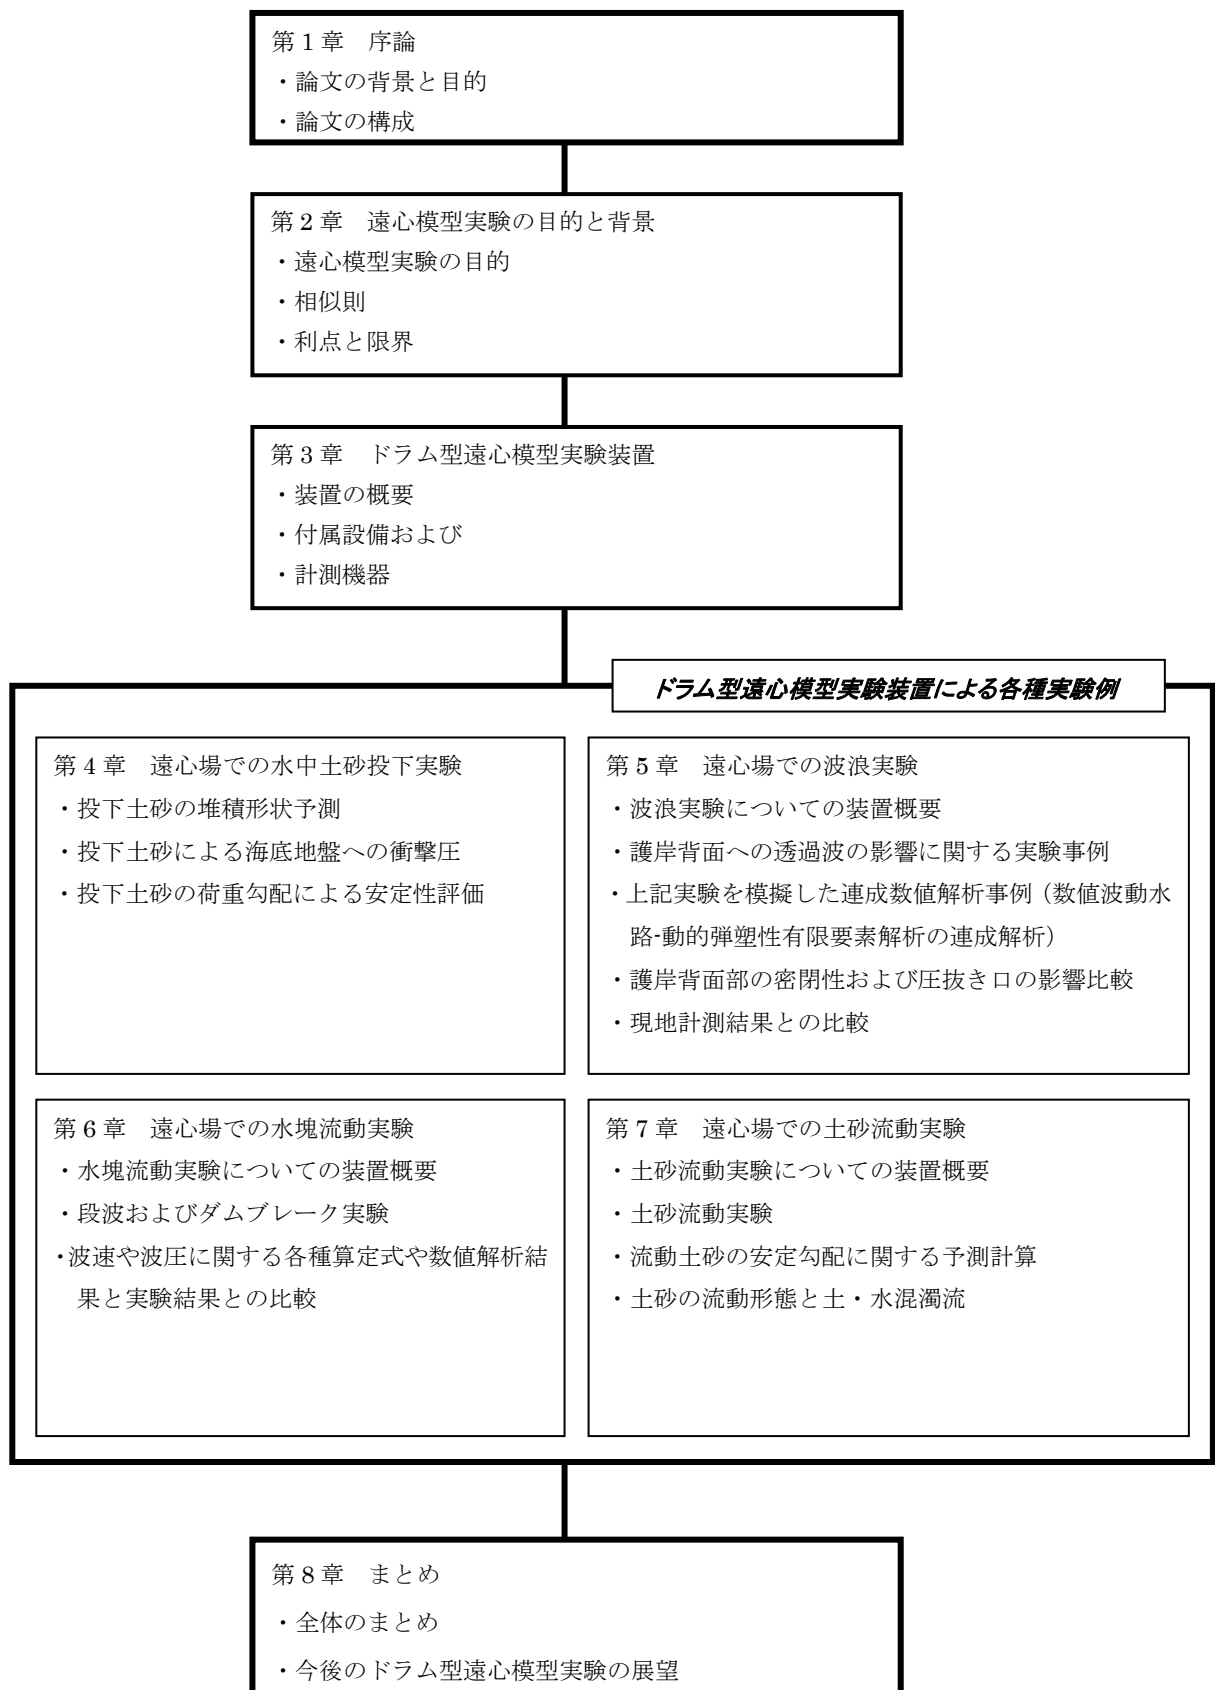 第1章　序論
・論文の背景と目的
・論文の構成
第2章　遠心模型実験の目的と背景
・遠心模型実験の目的
・相似則
・利点と限界
第3章　ドラム型遠心模型実験装置
・装置の概要
・付属設備および
・計測機器
ドラム型遠心模型実験装置による各種実験例
第4章　遠心場での水中土砂投下実験
・投下土砂の堆積形状予測
・投下土砂による海底地盤への衝撃圧
・投下土砂の荷重勾配による安定性評価
第5章　遠心場での波浪実験
・波浪実験についての装置概要
・護岸背面への透過波の影響に関する実験事例
・上記実験を模擬した連成数値解析事例（数値波動水
路-動的弾塑性有限要素解析の連成解析）
・護岸背面部の密閉性および圧抜き口の影響比較
・現地計測結果との比較
第6章　遠心場での水塊流動実験
・水塊流動実験についての装置概要
・段波およびダムブレーク実験
・波速や波圧に関する各種算定式や数値解析結
果と実験結果との比較
第7章　遠心場での土砂流動実験
・土砂流動実験についての装置概要
・土砂流動実験
・流動土砂の安定勾配に関する予測計算
・土砂の流動形態と土・水混濁流
第8章　まとめ
・全体のまとめ
・今後のドラム型遠心模型実験の展望